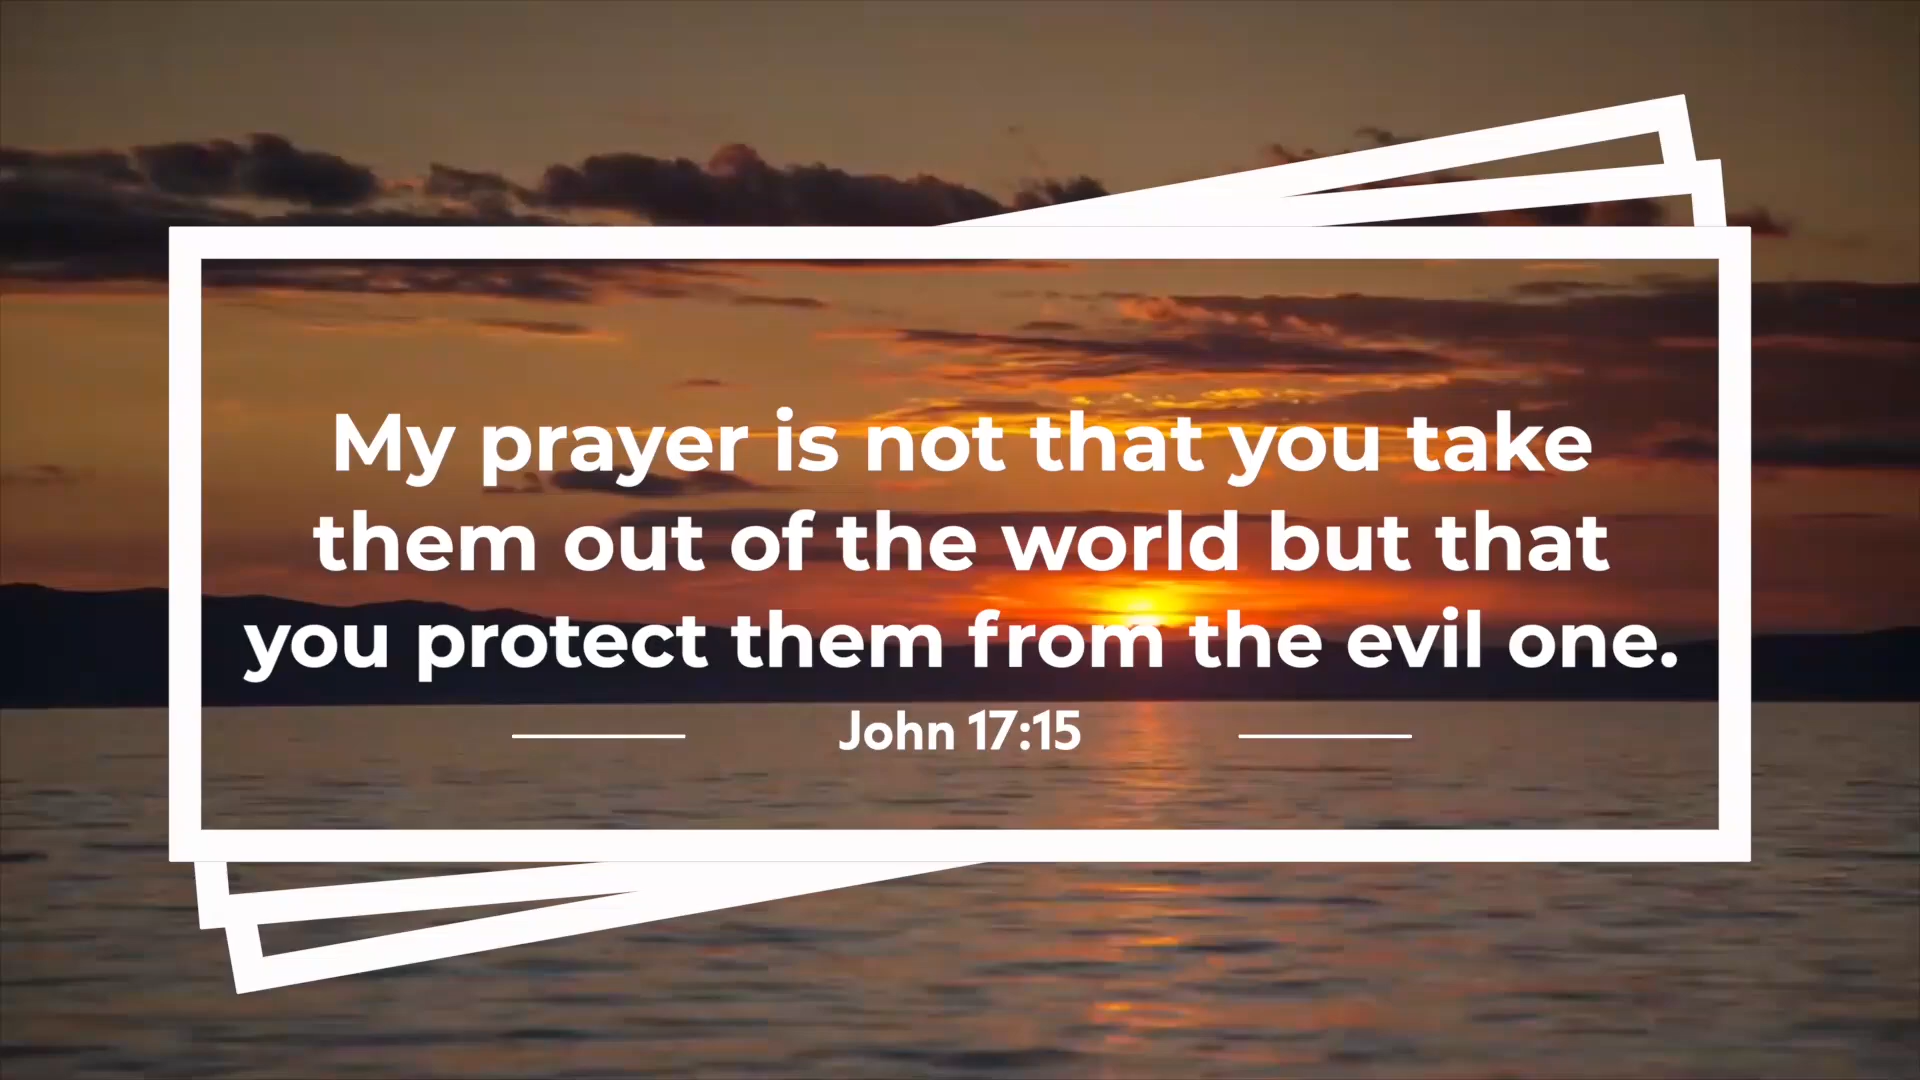 My prayer is not that you take
them out of the world but that
you protect them from the evil one.
John 17:15